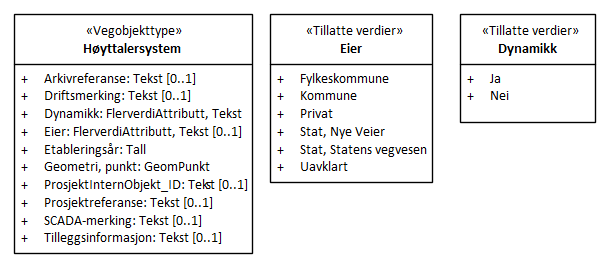 «Vegobjekttype»
Høyttalersystem
+ Arkivreferanse: Tekst [0..1]
+ Driftsmerking: Tekst [0..1]
+ Dynamikk: FlerverdiAttributt, Tekst
+ Eier: FlerverdiAttributt, Tekst [0..1]
+ Etableringsår: Tall
+ Geometri, punkt: GeomPunkt
+ ProsjektInternObjekt_ID: Tekst [0..1]
+ Prosjektreferanse: Tekst [0..1]
+ SCADA-merking: Tekst [0..1]
+ Tilleggsinformasjon: Tekst [0..1]
«Tillatte verdier»
Eier
+ Fylkeskommune
+ Kommune
+ Privat
+ Stat, Nye Veier
+ Stat, Statens vegvesen
+ Uavklart
«Tillatte verdier»
Dynamikk
+ Ja
+ Nei